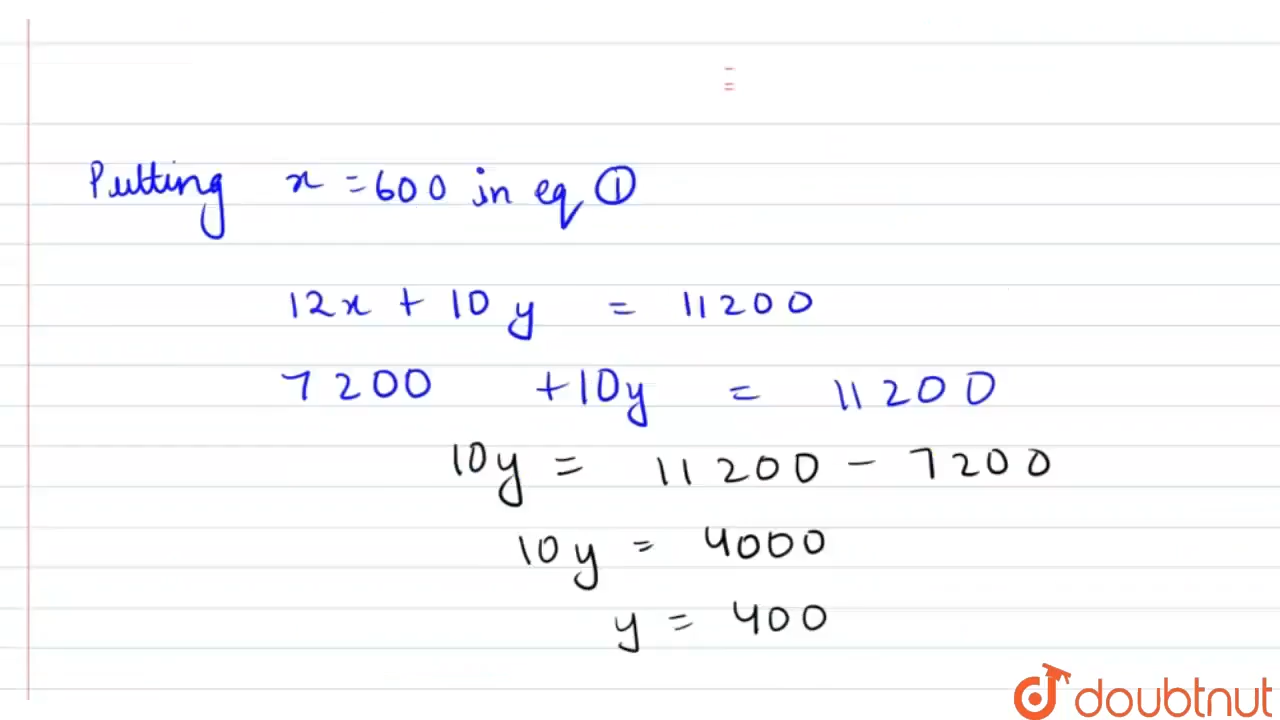 Putting x = 600 in eq ①
12x + 10y = 11200
7200 + 10y = 11200
10y = 11200 - 7200
10y = 4000
y = 400
doubtnut